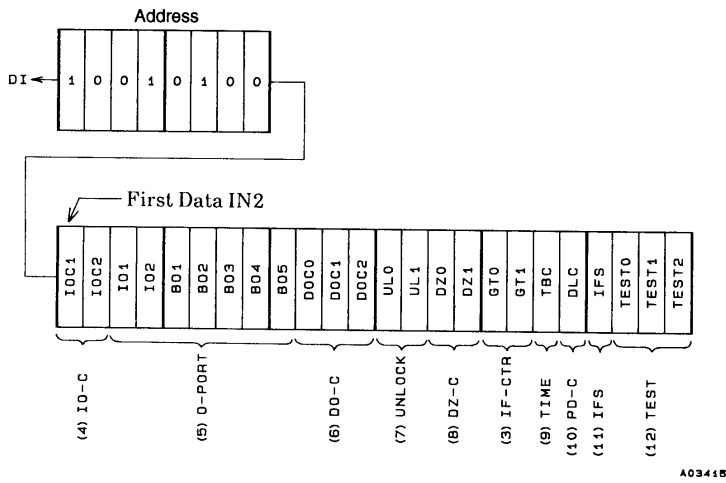 Address
DI
1 0 0 1 0 1 0 0
First Data IN2
IOC1 IOC2 IO1 IO2 BO1 BO2 BO3 BO4 BO5 DOC0 DOC1 DOC2 UL0 UL1 DZ0 DZ1 GT0 GT1 TBC DLC IFS TEST0 TEST1 TEST2
(4) IO-C
(5) O-PORT
(6) DO-C
(7) UNLOCK
(8) DZ-C
(3) IF-CTR
(9) TIME
(10) PD-C
(11) IFS
(12) TEST
A03415